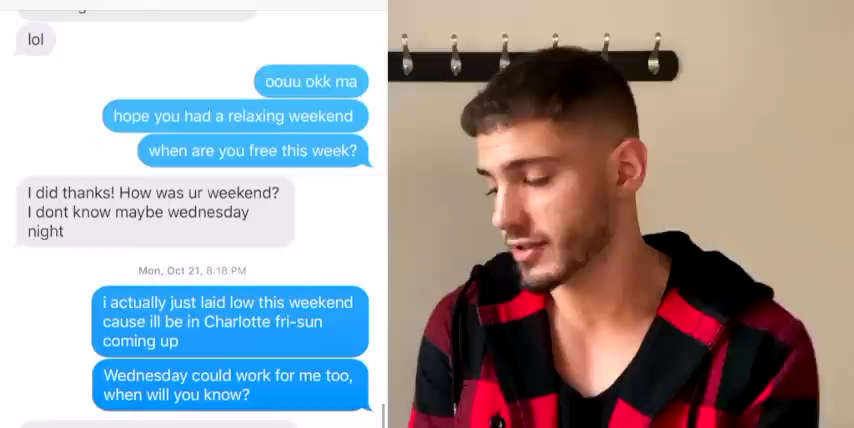 lol
oouu okk ma
hope you had a relaxing weekend
when are you free this week?
I did thanks! How was ur weekend?
I dont know maybe wednesday
night
Mon, Oct 21, 8:18 PM
i actually just laid low this weekend
cause ill be in Charlotte fri-sun
coming up
Wednesday could work for me too,
when will you know?